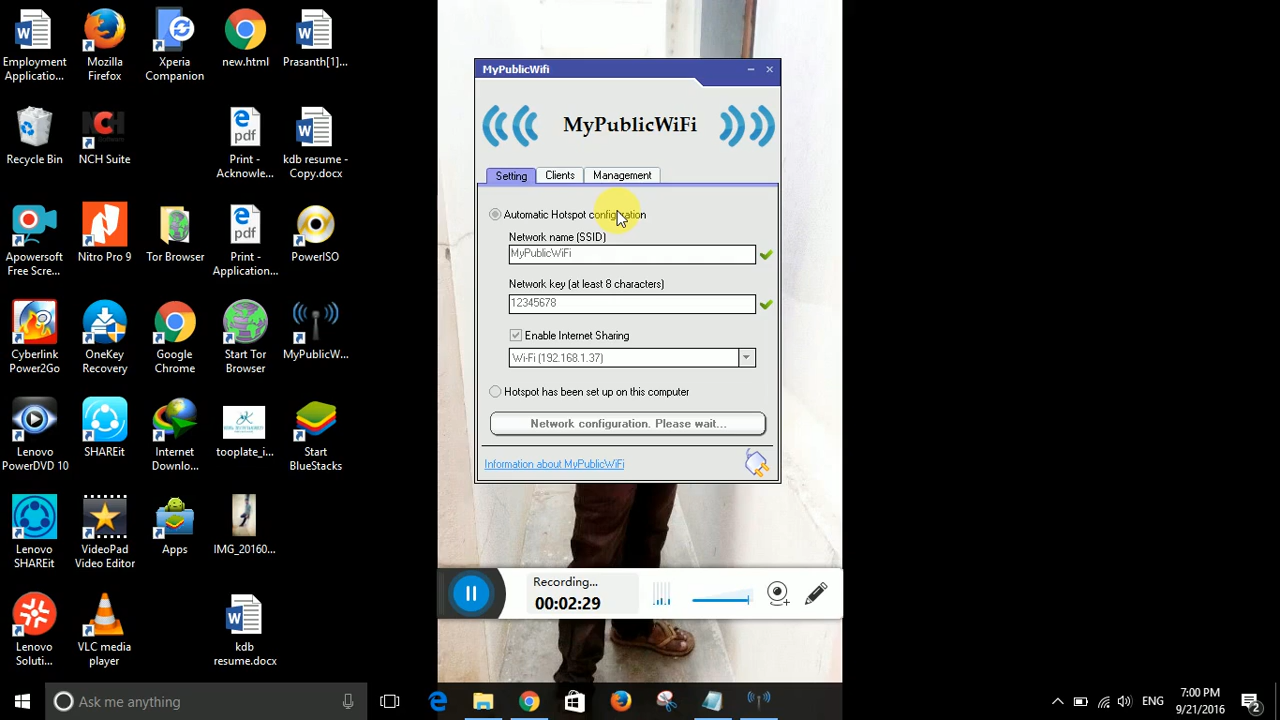 Employment
Applicatio...
Mozilla
Firefox
Xperia
Companion
new.html
Prasanth[1]...
Recycle Bin
NCH
NCH Suite
pdf
Print -
Acknowle...
kdb resume -
Copy.docx
Apowersoft
Free Scre...
Nitro Pro 9
Tor Browser
pdf
Print -
Application...
PowerISO
Cyberlink
Power2Go
OneKey
Recovery
Google
Chrome
Start Tor
Browser
MyPublicW...
Lenovo
PowerDVD 10
SHAREit
Internet
Downlo...
tooplate_i...
Start
BlueStacks
Lenovo
SHAREit
VideoPad
Video Editor
Apps
IMG_20160...
Lenovo
Soluti...
VLC media
player
kdb
resume.docx
MyPublicWifi
MyPublicWiFi
Setting
Clients
Management
Automatic Hotspot configuration
Network name (SSID)
MyPublicWiFi
Network key (at least 8 characters)
12345678
Enable Internet Sharing
Wi-Fi (192.168.1.37)
Hotspot has been set up on this computer
Network configuration. Please wait...
Information about MyPublicWiFi
Recording...
00:02:29
Ask me anything
ENG
7:00 PM
9/21/2016
2